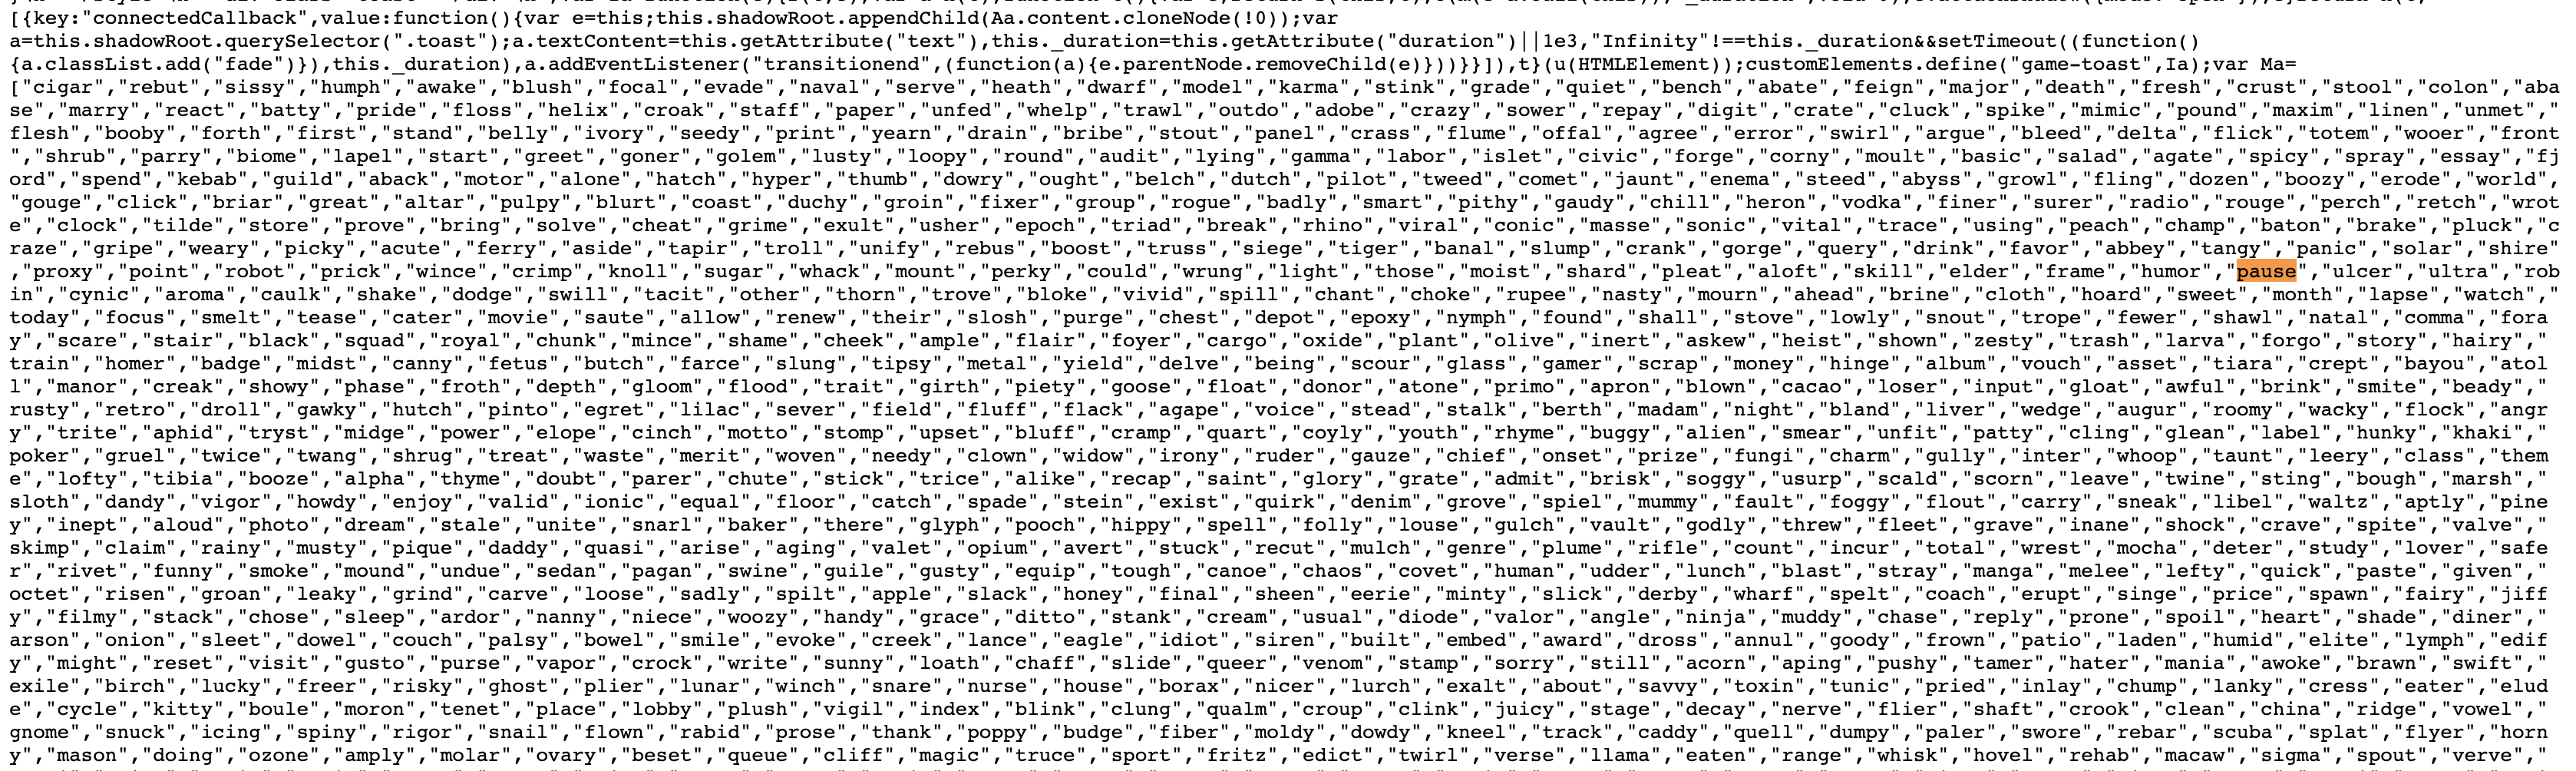 [{key:"connectedCallback",value:function(){var e=this;this.shadowRoot.appendChild(Aa.content.cloneNode(!0));var
a=this.shadowRoot.querySelector(".toast");a.textContent=this.getAttribute("text"),this._duration=this.getAttribute("duration")||1e3,"Infinity"!==this._duration&&setTimeout((function()
{a.classList.add("fade")}),this._duration),a.addEventListener("transitionend",(function(a){e.parentNode.removeChild(e)}))}}]),t}(u(HTMLElement));customElements.define("game-toast",Ia);var Ma=
["cigar","rebut","sissy","humph","awake","blush","focal","evade","naval","serve","heath","dwarf","model","karma","stink","grade","quiet","bench","abate","feign","major","death","fresh","crust","stool","colon","aba
se","marry","react","batty","pride","floss","helix","croak","staff","paper","unfed","whelp","trawl","outdo","adobe","crazy","sower","repay","digit","crate","cluck","spike","mimic","pound","maxim","linen","unmet","
flesh","booby","forth","first","stand","belly","ivory","seedy","print","yearn","drain","bribe","stout","panel","crass","flume","offal","agree","error","swirl","argue","bleed","delta","flick","totem","wooer","front
","shrub","parry","biome","lapel","start","greet","goner","golem","lusty","loopy","round","audit","lying","gamma","labor","islet","civic","forge","corny","moult","basic","salad","agate","spicy","spray","essay","fj
ord","spend","kebab","guild","aback","motor","alone","hatch","hyper","thumb","dowry","ought","belch","dutch","pilot","tweed","comet","jaunt","enema","steed","abyss","growl","fling","dozen","boozy","erode","world",
"gouge","click","briar","great","altar","pulpy","blurt","coast","duchy","groin","fixer","group","rogue","badly","smart","pithy","gaudy","chill","heron","vodka","finer","surer","radio","rouge","perch","retch","wrot
e","clock","tilde","store","prove","bring","solve","cheat","grime","exult","usher","epoch","triad","break","rhino","viral","conic","masse","sonic","vital","trace","using","peach","champ","baton","brake","pluck","c
raze","gripe","weary","picky","acute","ferry","aside","tapir","troll","unify","rebus","boost","truss","siege","tiger","banal","slump","crank","gorge","query","drink","favor","abbey","tangy","panic","solar","shire
","proxy","point","robot","prick","wince","crimp","knoll","sugar","whack","mount","perky","could","wrung","light","those","moist","shard","pleat","aloft","skill","elder","frame","humor","pause","ulcer","ultra","rob
in","cynic","aroma","caulk","shake","dodge","swill","tacit","other","thorn","trove","bloke","vivid","spill","chant","choke","rupee","nasty","mourn","ahead","brine","cloth","hoard","sweet","month","lapse","watch","
today","focus","smelt","tease","cater","movie","saute","allow","renew","their","slosh","purge","chest","depot","epoxy","nymph","found","shall","stove","lowly","snout","trope","fewer","shawl","natal","comma","fora
y","scare","stair","black","squad","royal","chunk","mince","shame","cheek","ample","flair","foyer","cargo","oxide","plant","olive","inert","askew","heist","shown","zesty","trash","larva","forgo","story","hairy","
train","homer","badge","midst","canny","fetus","butch","farce","slung","tipsy","metal","yield","delve","being","scour","glass","gamer","scrap","money","hinge","album","vouch","asset","tiara","crept","bayou","atol
l","manor","creak","showy","phase","froth","depth","gloom","flood","trait","girth","piety","goose","float","donor","atone","primo","apron","blown","cacao","loser","input","gloat","awful","brink","smite","beady","
rusty","retro","droll","gawky","hutch","pinto","egret","lilac","sever","field","fluff","flack","agape","voice","stead","stalk","berth","madam","night","bland","liver","wedge","augur","roomy","wacky","flock","angr
y","trite","aphid","tryst","midge","power","elope","cinch","motto","stomp","upset","bluff","cramp","quart","coyly","youth","rhyme","buggy","alien","smear","unfit","patty","cling","glean","label","hunky","khaki","
poker","gruel","twice","twang","shrug","treat","waste","merit","woven","needy","clown","widow","irony","ruder","gauze","chief","onset","prize","fungi","charm","gully","inter","whoop","taunt","leery","class","them
e","lofty","tibia","booze","alpha","thyme","doubt","parer","chute","stick","trice","alike","recap","saint","glory","grate","admit","brisk","soggy","usurp","scald","scorn","leave","twine","sting","bough","marsh","
sloth","dandy","vigor","howdy","enjoy","valid","ionic","equal","floor","catch","spade","stein","exist","quirk","denim","grove","spiel","mummy","fault","foggy","flout","carry","sneak","libel","waltz","aptly","pine
y","inept","aloud","photo","dream","stale","unite","snarl","baker","there","glyph","pooch","hippy","spell","folly","louse","gulch","vault","godly","threw","fleet","grave","inane","shock","crave","spite","valve","
skimp","claim","rainy","musty","pique","daddy","quasi","arise","aging","valet","opium","avert","stuck","recut","mulch","genre","plume","rifle","count","incur","total","wrest","mocha","deter","study","lover","safe
r","rivet","funny","smoke","mound","undue","sedan","pagan","swine","guile","gusty","equip","tough","canoe","chaos","covet","human","udder","lunch","blast","stray","manga","melee","lefty","quick","paste","given","
octet","risen","groan","leaky","grind","carve","loose","sadly","spilt","apple","slack","honey","final","sheen","eerie","minty","slick","derby","wharf","spelt","coach","erupt","singe","price","spawn","fairy","jiff
y","filmy","stack","chose","sleep","ardor","nanny","niece","woozy","handy","grace","ditto","stank","cream","usual","diode","valor","angle","ninja","muddy","chase","reply","prone","spoil","heart","shade","diner","
arson","onion","sleet","dowel","couch","palsy","bowel","smile","evoke","creek","lance","eagle","idiot","siren","built","embed","award","dross","annul","goody","frown","patio","laden","humid","elite","lymph","edif
y","might","reset","visit","gusto","purse","vapor","crock","write","sunny","loath","chaff","slide","queer","venom","stamp","sorry","still","acorn","aping","pushy","tamer","hater","mania","awoke","brawn","swift","
exile","birch","lucky","freer","risky","ghost","plier","lunar","winch","snare","nurse","house","borax","nicer","lurch","exalt","about","savvy","toxin","tunic","pried","inlay","chump","lanky","cress","eater","elud
e","cycle","kitty","boule","moron","tenet","place","lobby","plush","vigil","index","blink","clung","qualm","croup","clink","juicy","stage","decay","nerve","flier","shaft","crook","clean","china","ridge","vowel","
gnome","snuck","icing","spiny","rigor","snail","flown","rabid","prose","thank","poppy","budge","fiber","moldy","dowdy","kneel","track","caddy","quell","dumpy","paler","swore","rebar","scuba","splat","flyer","horn
y","mason","doing","ozone","amply","molar","ovary","beset","queue","cliff","magic","truce","sport","fritz","edict","twirl","verse","llama","eaten","range","whisk","hovel","rehab","macaw","sigma","spout","verve","